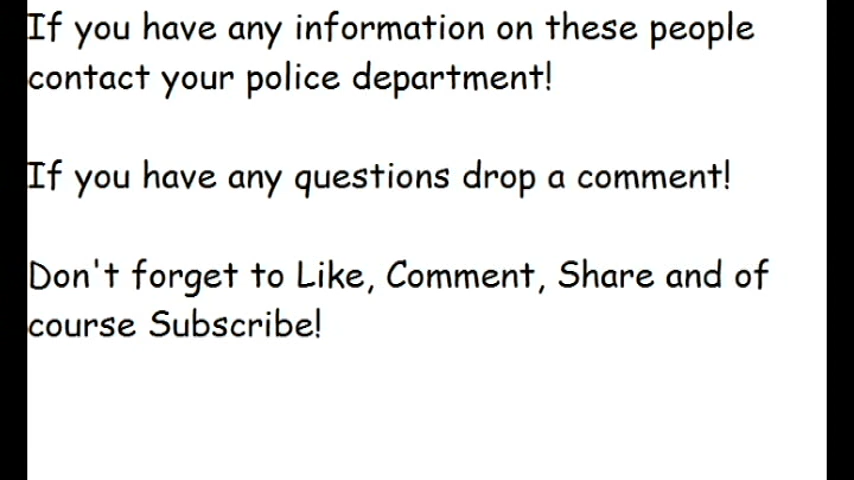 If you have any information on these people
contact your police department!
If you have any questions drop a comment!
Don't forget to Like, Comment, Share and of
course Subscribe!